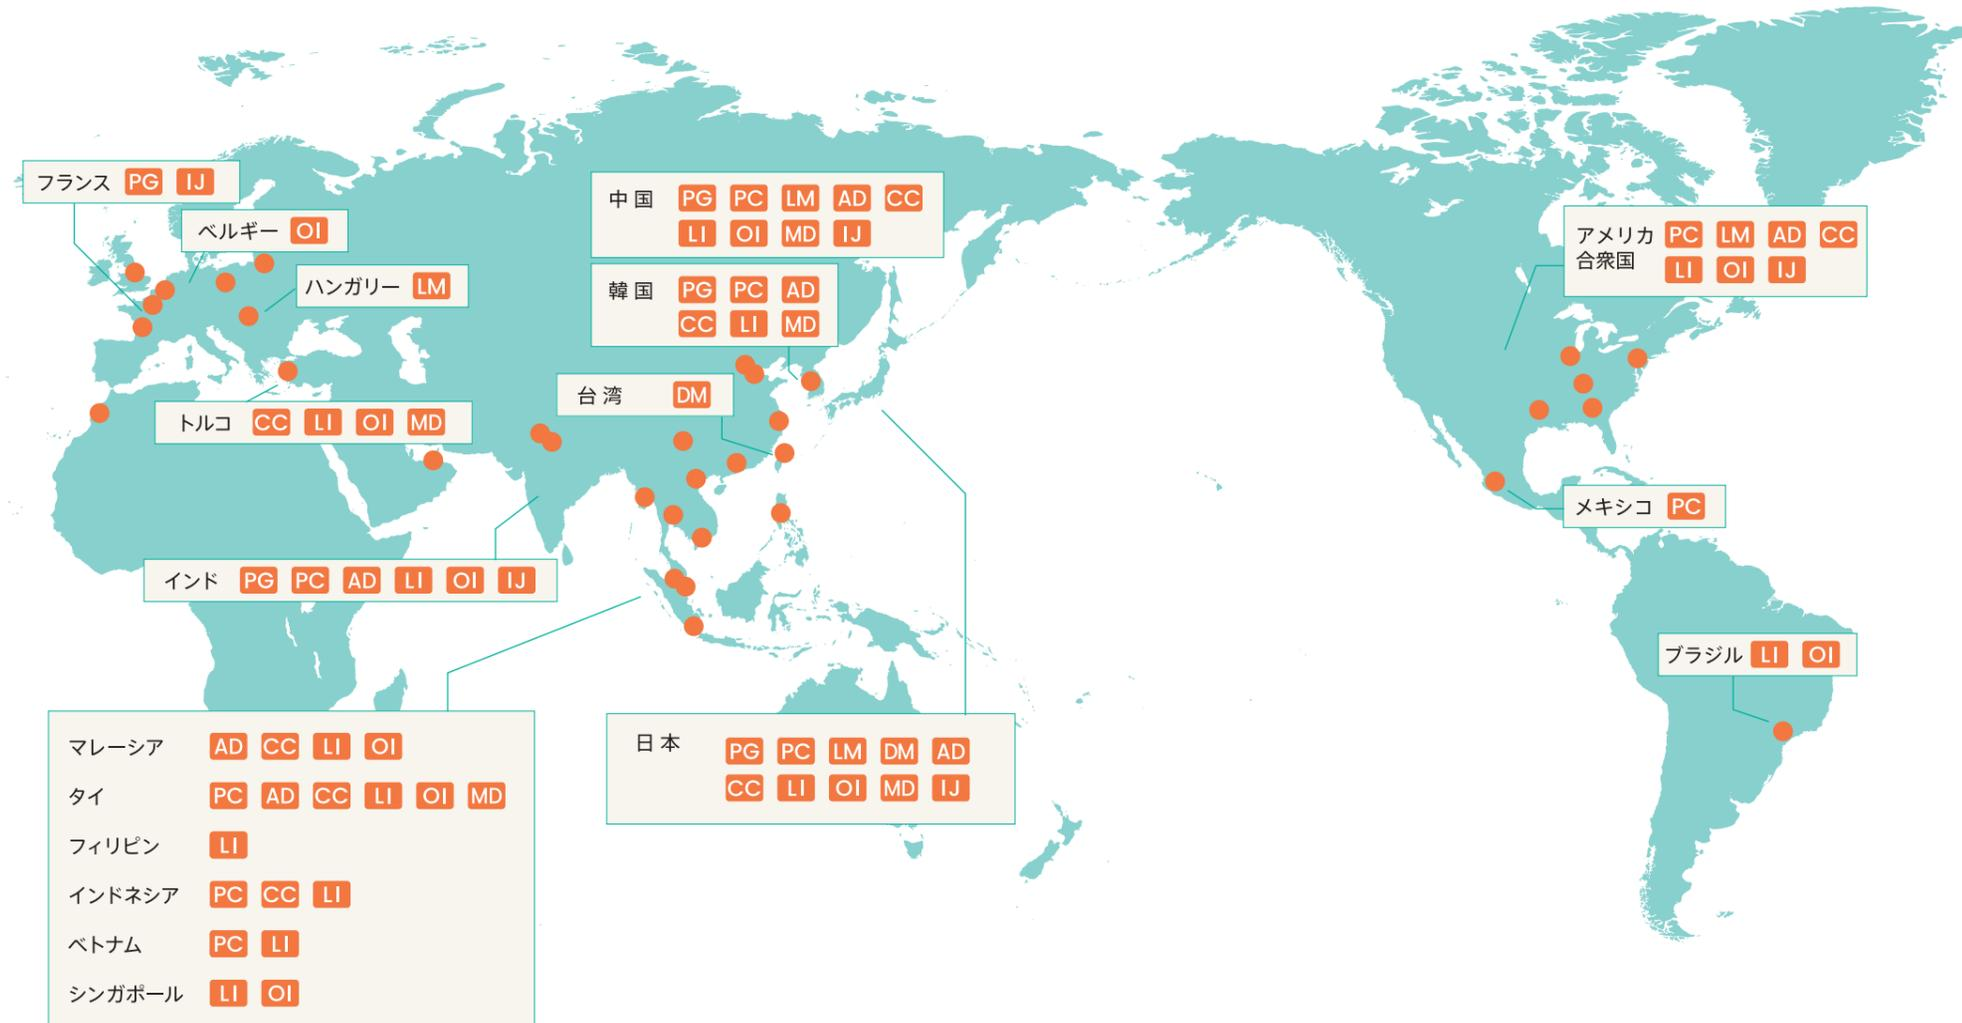 フランス PG IJ
ベルギー OI
ハンガリー LM
トルコ CC LI OI MD
中国 PG PC LM AD CC
LI OI MD IJ
韓国 PG PC AD
CC LI MD
台湾 DM
インド PG PC AD LI OI IJ
マレーシア AD CC LI OI
タイ PC AD CC LI OI MD
フィリピン LI
インドネシア PC CC LI
ベトナム PC LI
シンガポール LI OI
日本 PG PC LM DM AD
CC LI OI MD IJ
アメリカ PC LM AD CC
合衆国 LI OI IJ
メキシコ PC
ブラジル LI OI